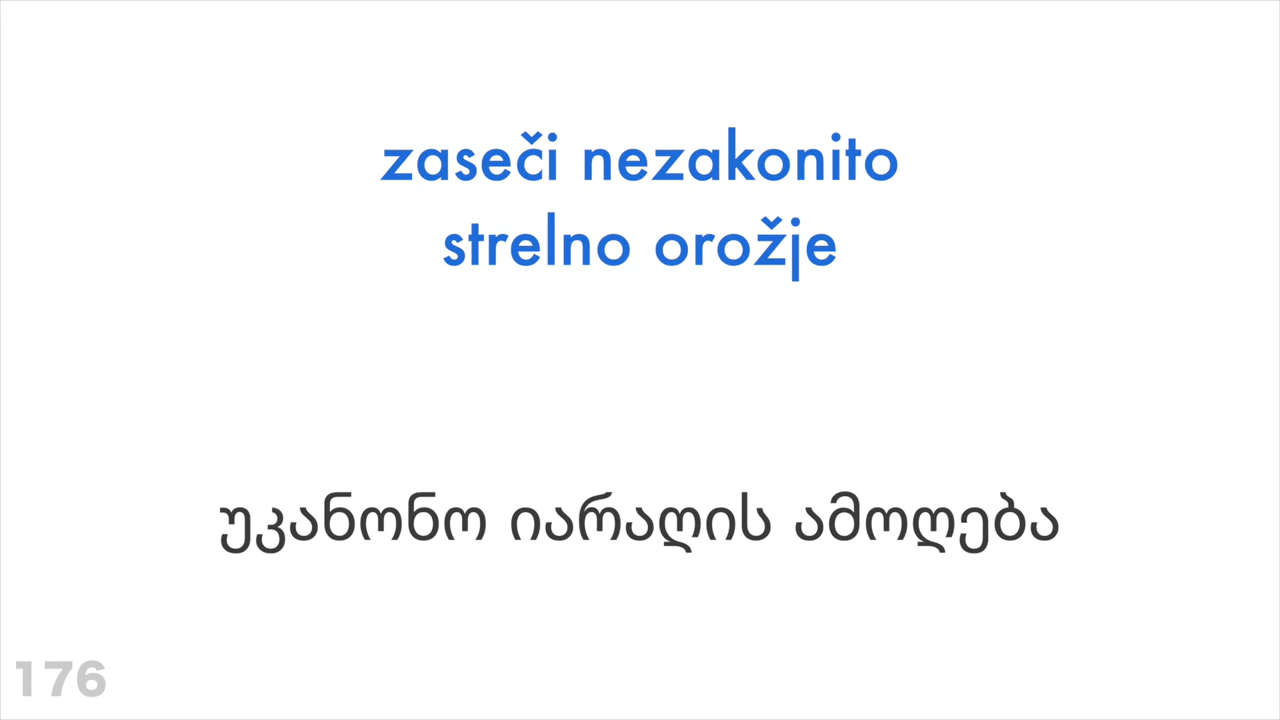 zaseči nezakonito
strelno orožje
უკანონო იარაღის ამოღება
176